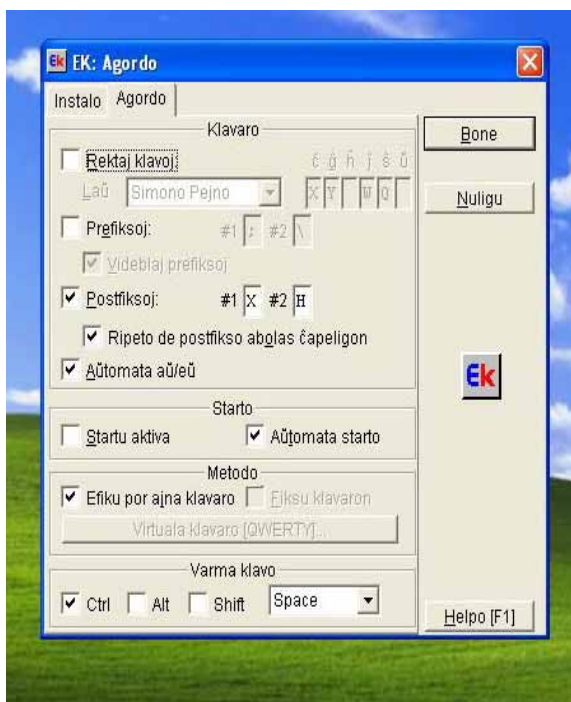 EK: Agordo
Instalo Agordo
Klavaro
Rektaj klavoj: ĉ ĝ ĥ ĵ ŝ ŭ
Laŭ Simono Pejno X Y W Q
Prefiksoj: #1 ; #2 \
Videblaj prefiksoj
Postfiksoj: #1 X #2 H
Ripeto de postfikso abolas ĉapeligon
Aŭtomata aŭ/eŭ
Starto
Startu aktiva Aŭtomata starto
Metodo
Efiku por ajna klavaro Fiksu klavaron
Virtuala klavaro [QWERTY]...
Varma klavo
Ctrl Alt Shift Space
Bone
Nuligu
Ek
Helpo [F1]